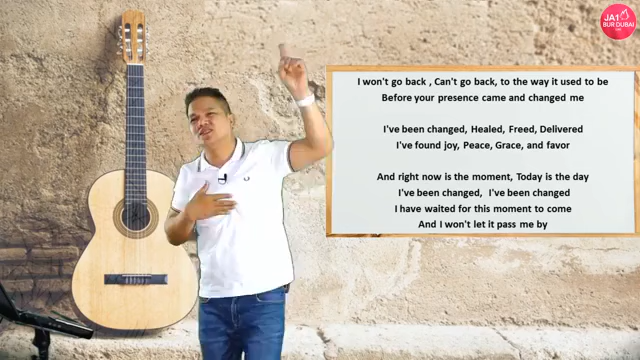 JA1
BUR DUBAI
I won't go back , Can't go back, to the way it used to be
Before your presence came and changed me
I've been changed, Healed, Freed, Delivered
I've found joy, Peace, Grace, and favor
And right now is the moment, Today is the day
I've been changed,  I've been changed
I have waited for this moment to come
And I won't let it pass me by